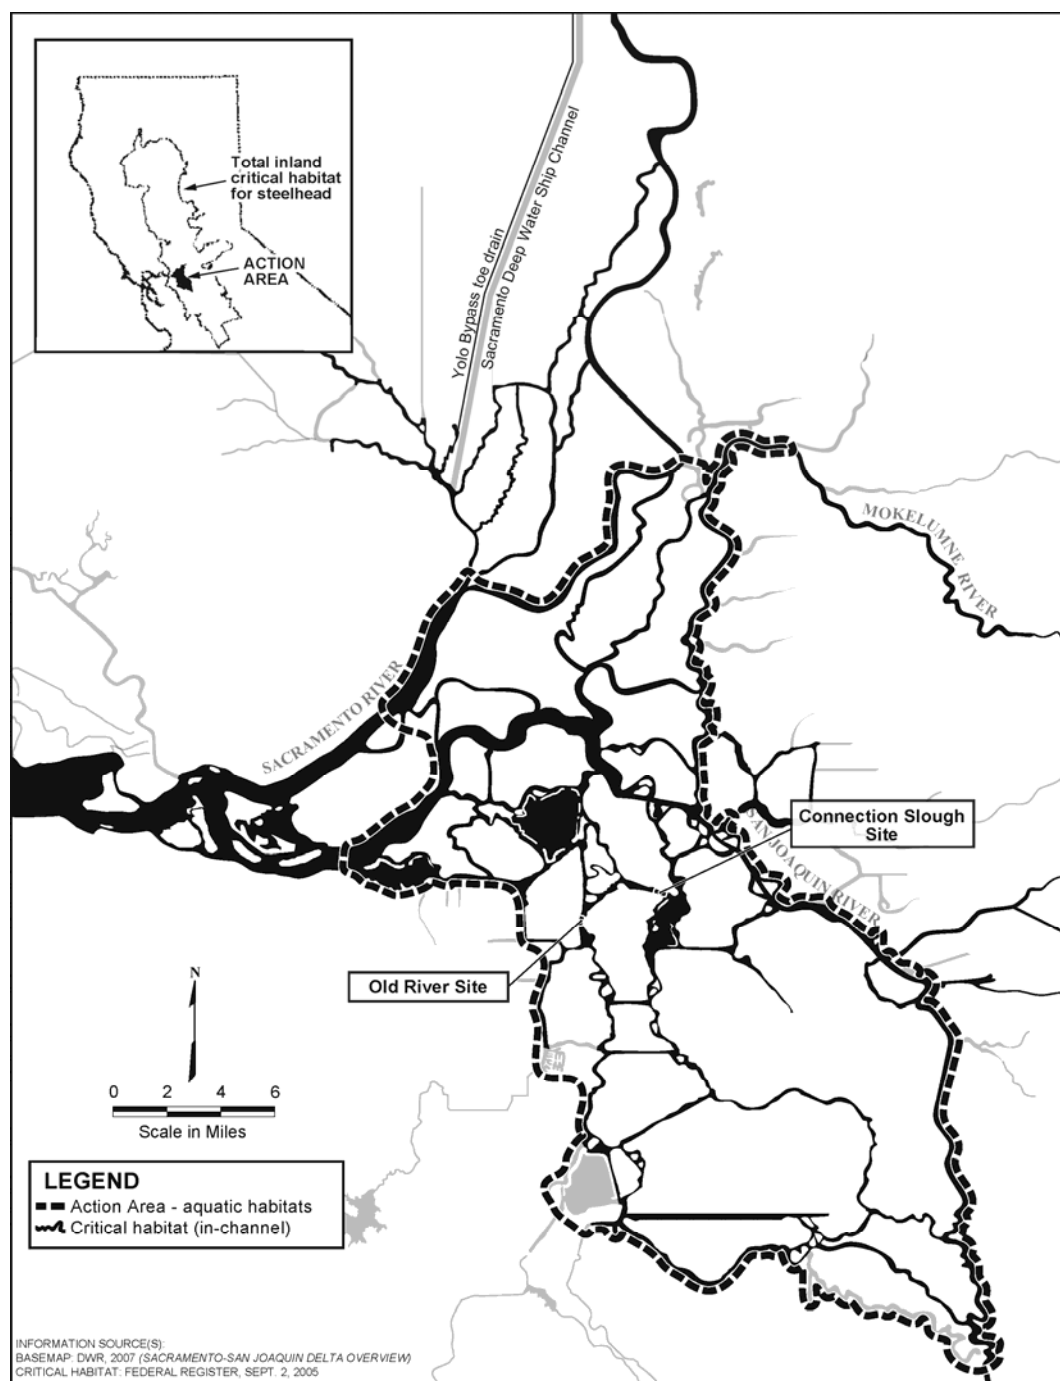 Total inland
critical habitat
for steelhead
ACTION
AREA
Yolo Bypass toe drain
Sacramento Deep Water Ship Channel
MOKELUMNE RIVER
SACRAMENTO RIVER
Connection Slough
Site
SAN JOAQUIN RIVER
Old River Site
N
0 2 4 6
Scale in Miles
LEGEND
Action Area - aquatic habitats
Critical habitat (in-channel)
INFORMATION SOURCE(S):
BASEMAP: DWR, 2007 (SACRAMENTO-SAN JOAQUIN DELTA OVERVIEW)
CRITICAL HABITAT: FEDERAL REGISTER, SEPT. 2, 2005